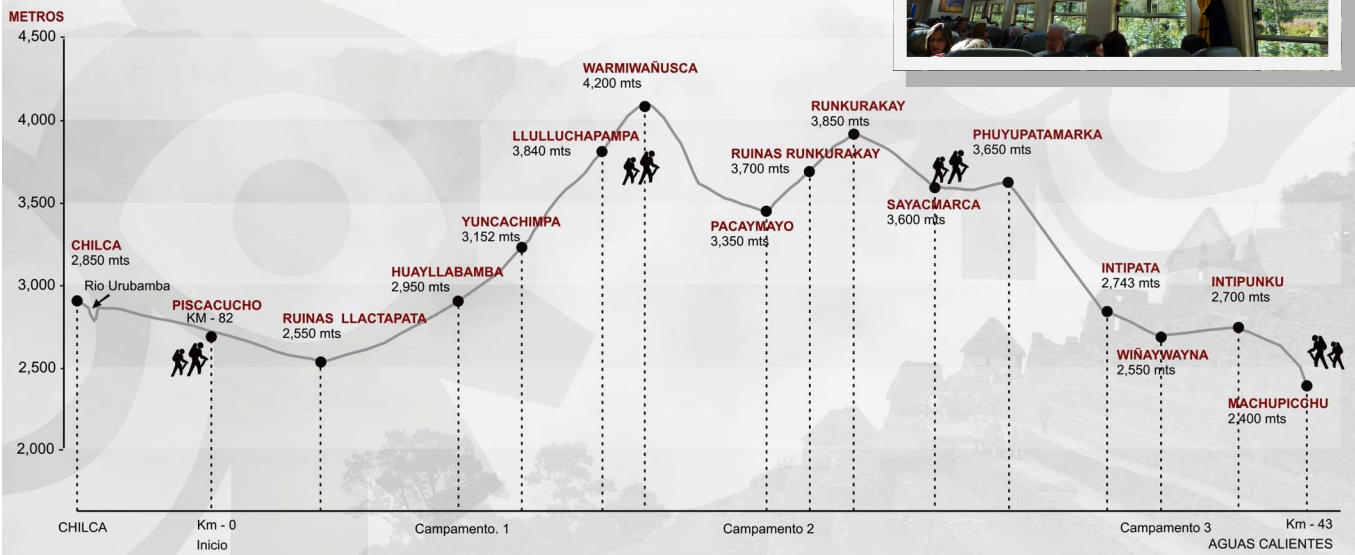 METROS
4,500
4,000
3,500
3,000
2,500
2,000
CHILCA
2,850 mts
Rio Urubamba
PISCACUCHO
KM - 82
RUINAS LLACTAPATA
2,550 mts
HUAYLLABAMBA
2,950 mts
YUNCACHIMPA
3,152 mts
LLULLUCHAPAMPA
3,840 mts
WARMIWAÑUSCA
4,200 mts
PACAYMAYO
3,350 mts
RUINAS RUNKURAKAY
3,700 mts
RUNKURAKAY
3,850 mts
SAYACMARCA
3,600 mts
PHUYUPATAMARKA
3,650 mts
INTIPATA
2,743 mts
WIÑAYWAYNA
2,550 mts
INTIPUNKU
2,700 mts
MACHUPICCHU
2,400 mts
CHILCA
Km - 0
Inicio
Campamento. 1
Campamento 2
Campamento 3
Km - 43
AGUAS CALIENTES